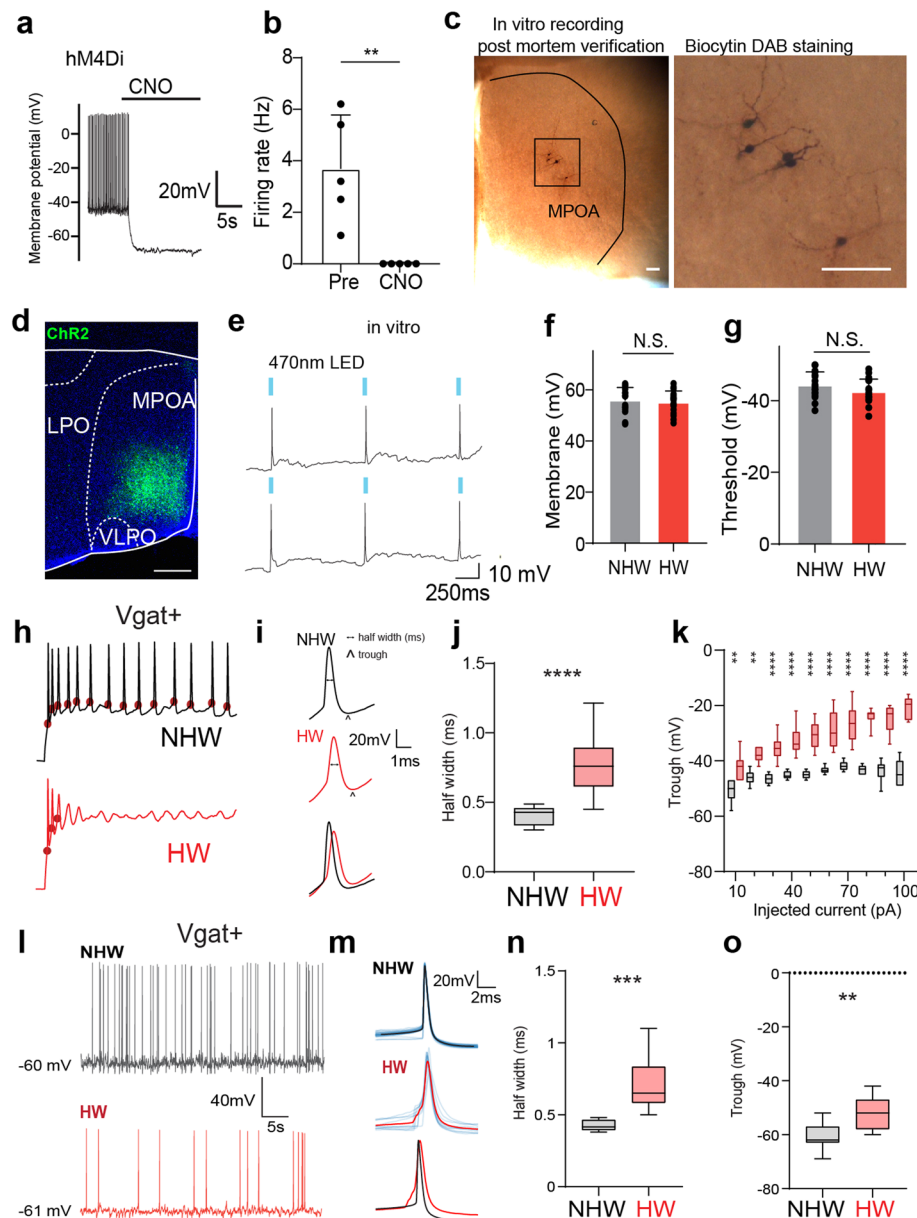 a
hM4Di
CNO
Membrane potential (mV)
0
-20
-40
-60
20mV
5s
b
**
Firing rate (Hz)
8
6
4
2
0
Pre
CNO
c
In vitro recording
post mortem verification
MPOA
Biocytin DAB staining
d
ChR2
MPOA
LPO
VLPO
e
in vitro
470nm LED
10 mV
250ms
f
N.S.
Membrane (mV)
60
40
20
0
NHW
HW
g
N.S.
Threshold (mV)
-40
-20
0
NHW
HW
h
Vgat+
NHW
HW
i
NHW
↔ half width (ms)
^ trough
HW
20mV
1ms
j
****
Half width (ms)
1.5
1.0
0.5
0.0
NHW
HW
k
** ** **** **** **** **** **** **** **** ****
Trough (mV)
0
-20
-40
-60
-80
10 40 70 100
Injected current (pA)
l
Vgat+
NHW
-60 mV
40mV
5s
HW
-61 mV
m
NHW
20mV
2ms
HW
n
***
Half width (ms)
1.5
1
0.5
0
NHW
HW
o
**
Trough (mV)
0
-20
-40
-60
-80
NHW
HW